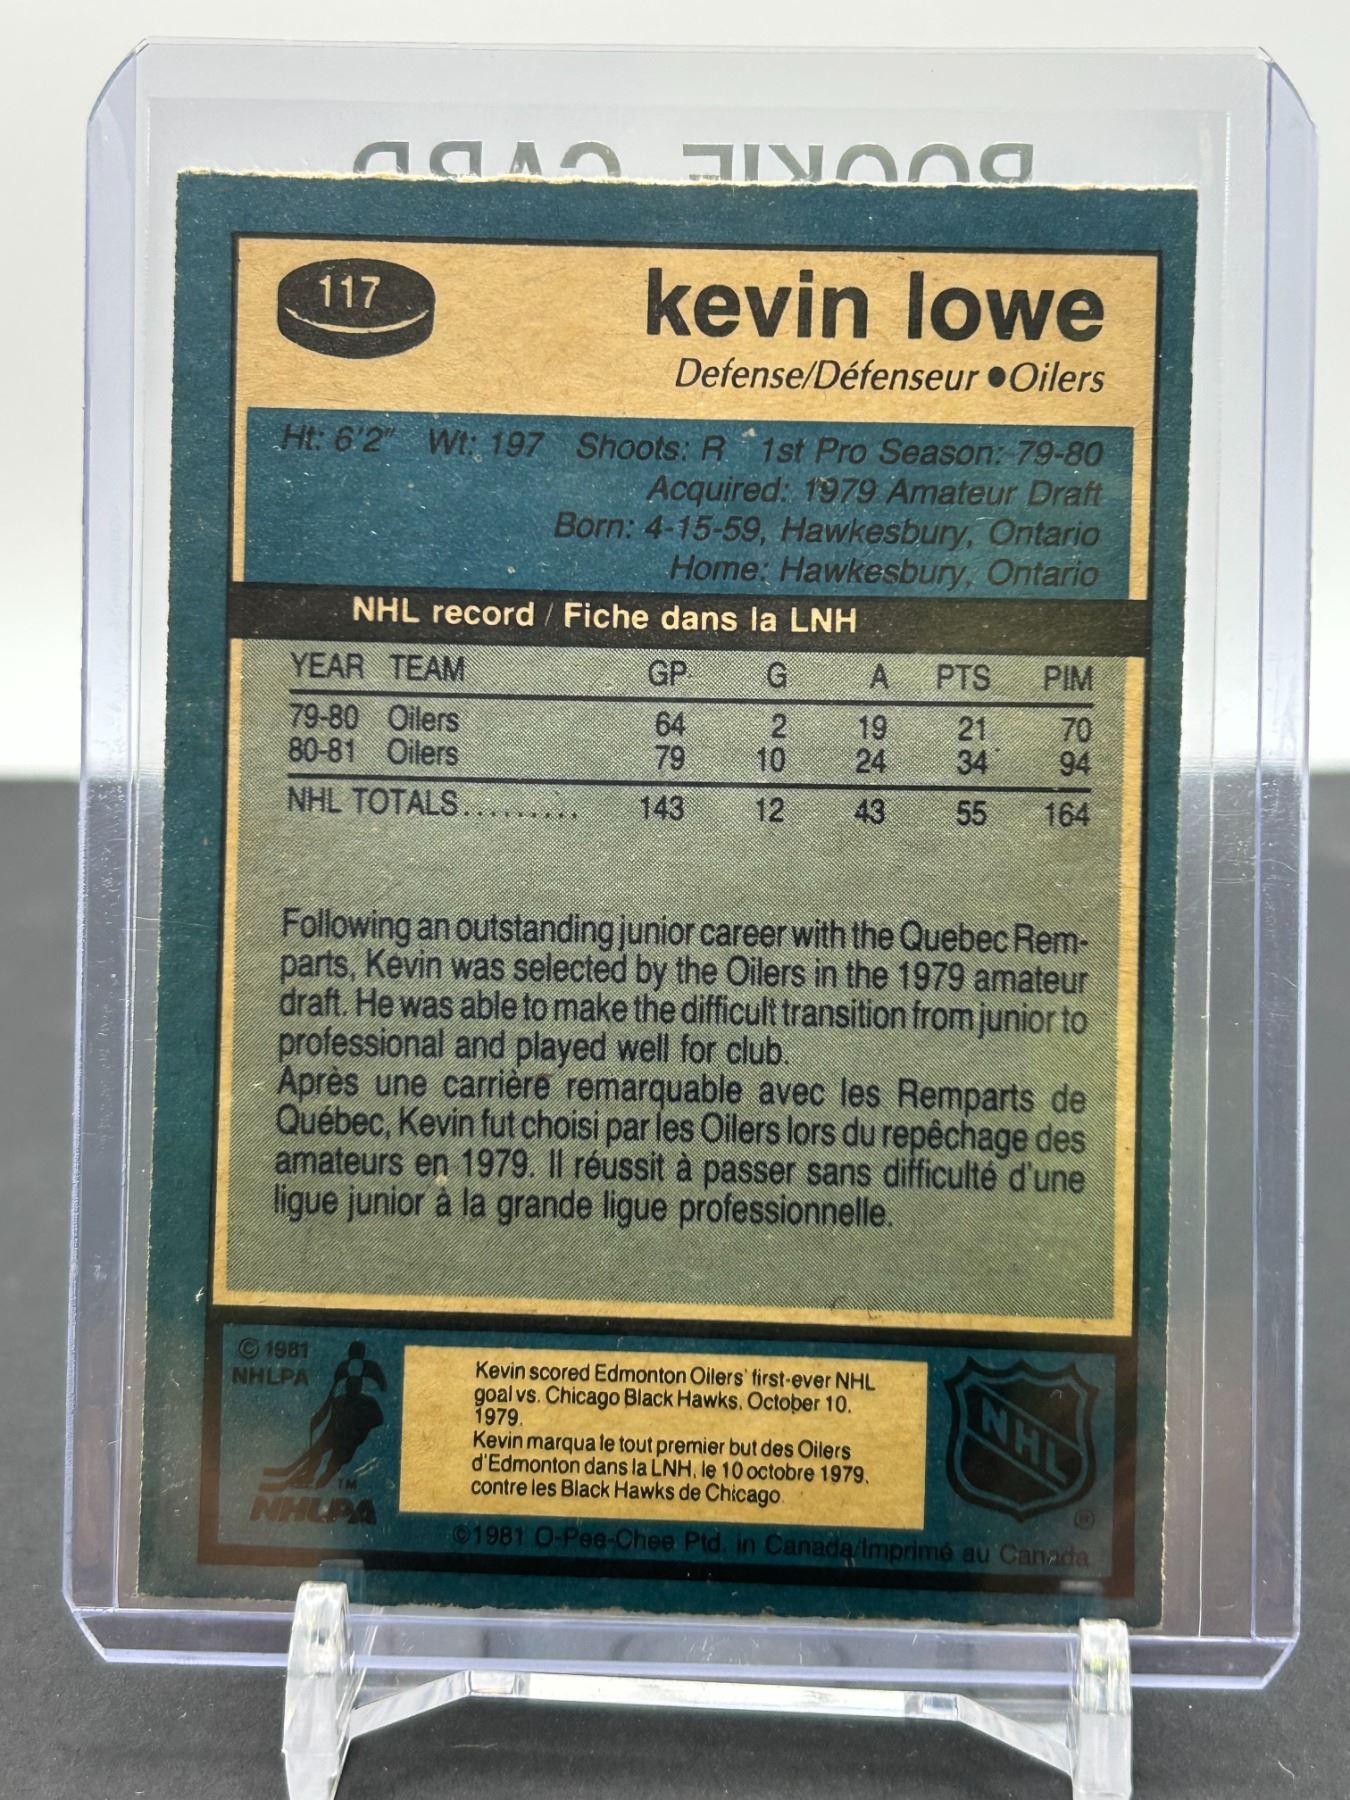 ROOKIE CARD
117
kevin lowe
Defense/Défenseur ●Oilers
Ht: 6'2" Wt: 197 Shoots: R 1st Pro Season: 79-80
Acquired: 1979 Amateur Draft
Born: 4-15-59, Hawkesbury, Ontario
Home: Hawkesbury, Ontario
NHL record / Fiche dans la LNH
YEAR TEAM GP G A PTS PIM
79-80 Oilers 64 2 19 21 70
80-81 Oilers 79 10 24 34 94
NHL TOTALS......... 143 12 43 55 164
Following an outstanding junior career with the Quebec Rem-
parts, Kevin was selected by the Oilers in the 1979 amateur
draft. He was able to make the difficult transition from junior to
professional and played well for club.
Après une carrière remarquable avec les Remparts de
Québec, Kevin fut choisi par les Oilers lors du repêchage des
amateurs en 1979. Il réussit à passer sans difficulté d'une
ligue junior à la grande ligue professionnelle.
© 1981
NHLPA
TM
NHLPA
Kevin scored Edmonton Oilers' first-ever NHL
goal vs. Chicago Black Hawks, October 10,
1979.
Kevin marqua le tout premier but des Oilers
d'Edmonton dans la LNH, le 10 octobre 1979,
contre les Black Hawks de Chicago.
NHL
®
©1981 O-Pee-Chee Ptd. in Canada/Imprimé au Canada